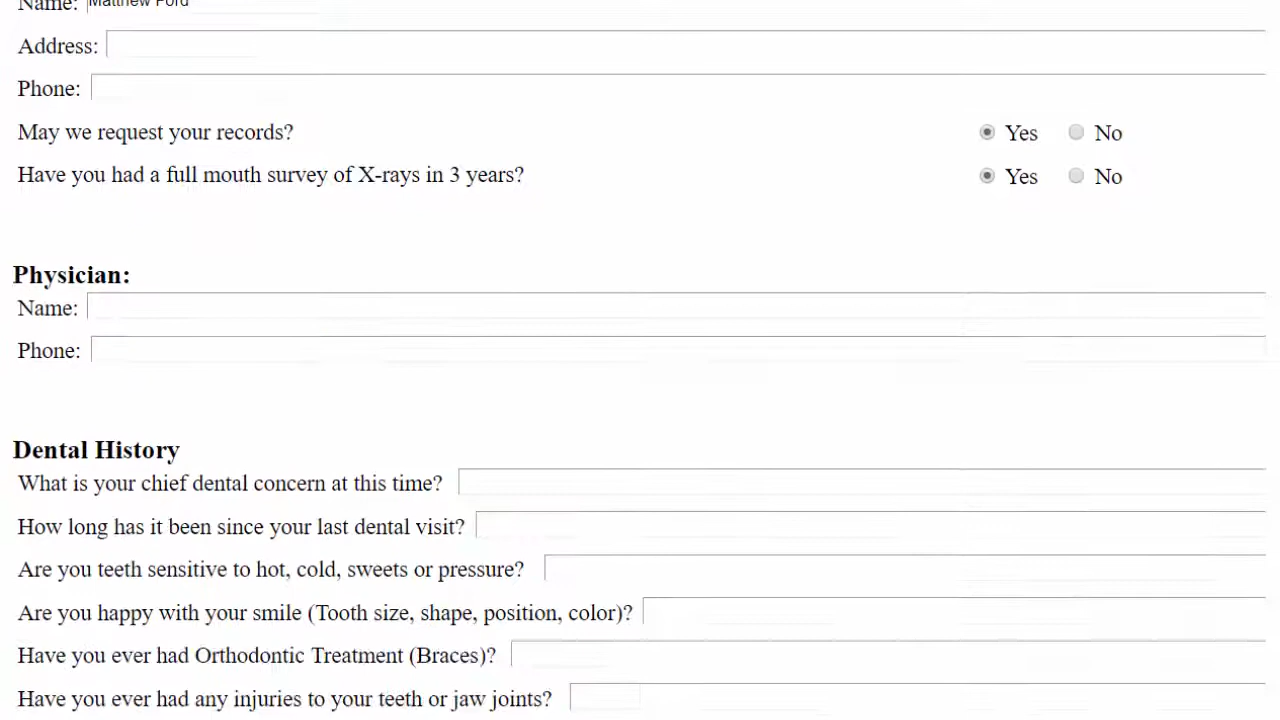 Name: Matthew Ford
Address:
Phone:
May we request your records? Yes No
Have you had a full mouth survey of X-rays in 3 years? Yes No
Physician:
Name:
Phone:
Dental History
What is your chief dental concern at this time?
How long has it been since your last dental visit?
Are you teeth sensitive to hot, cold, sweets or pressure?
Are you happy with your smile (Tooth size, shape, position, color)?
Have you ever had Orthodontic Treatment (Braces)?
Have you ever had any injuries to your teeth or jaw joints?